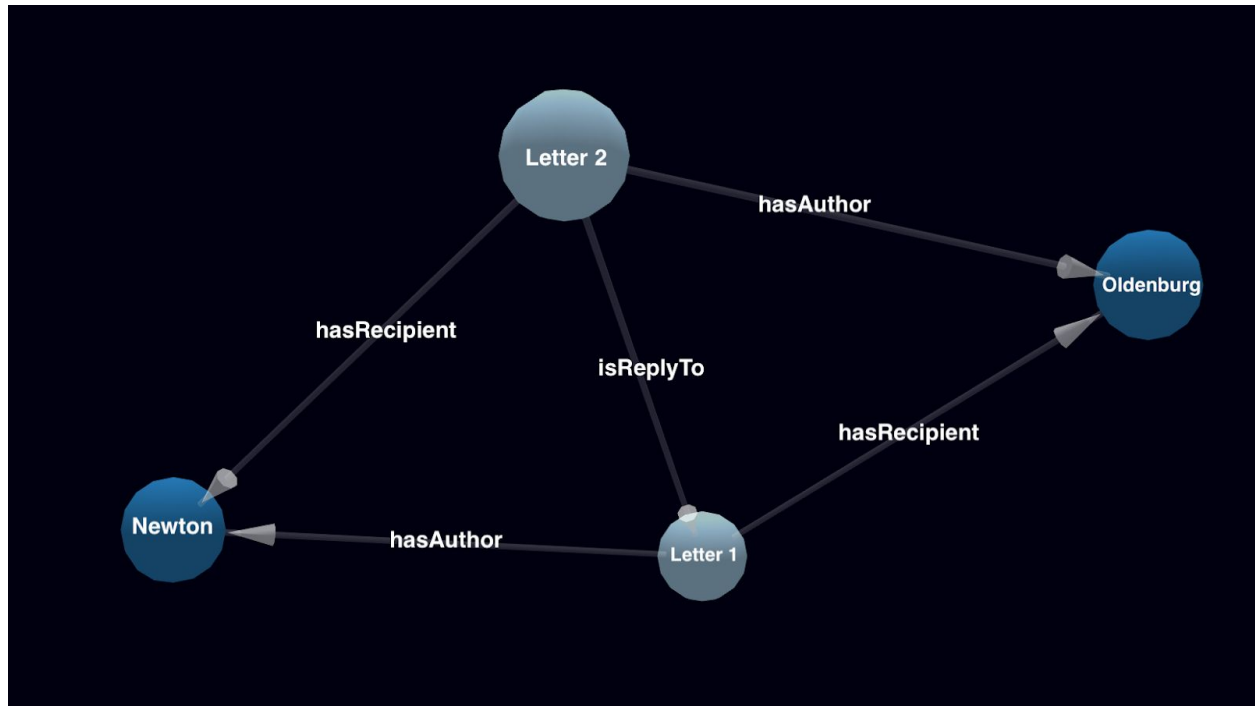 Letter 2
hasAuthor
Oldenburg
hasRecipient
isReplyTo
hasRecipient
Newton
hasAuthor
Letter 1